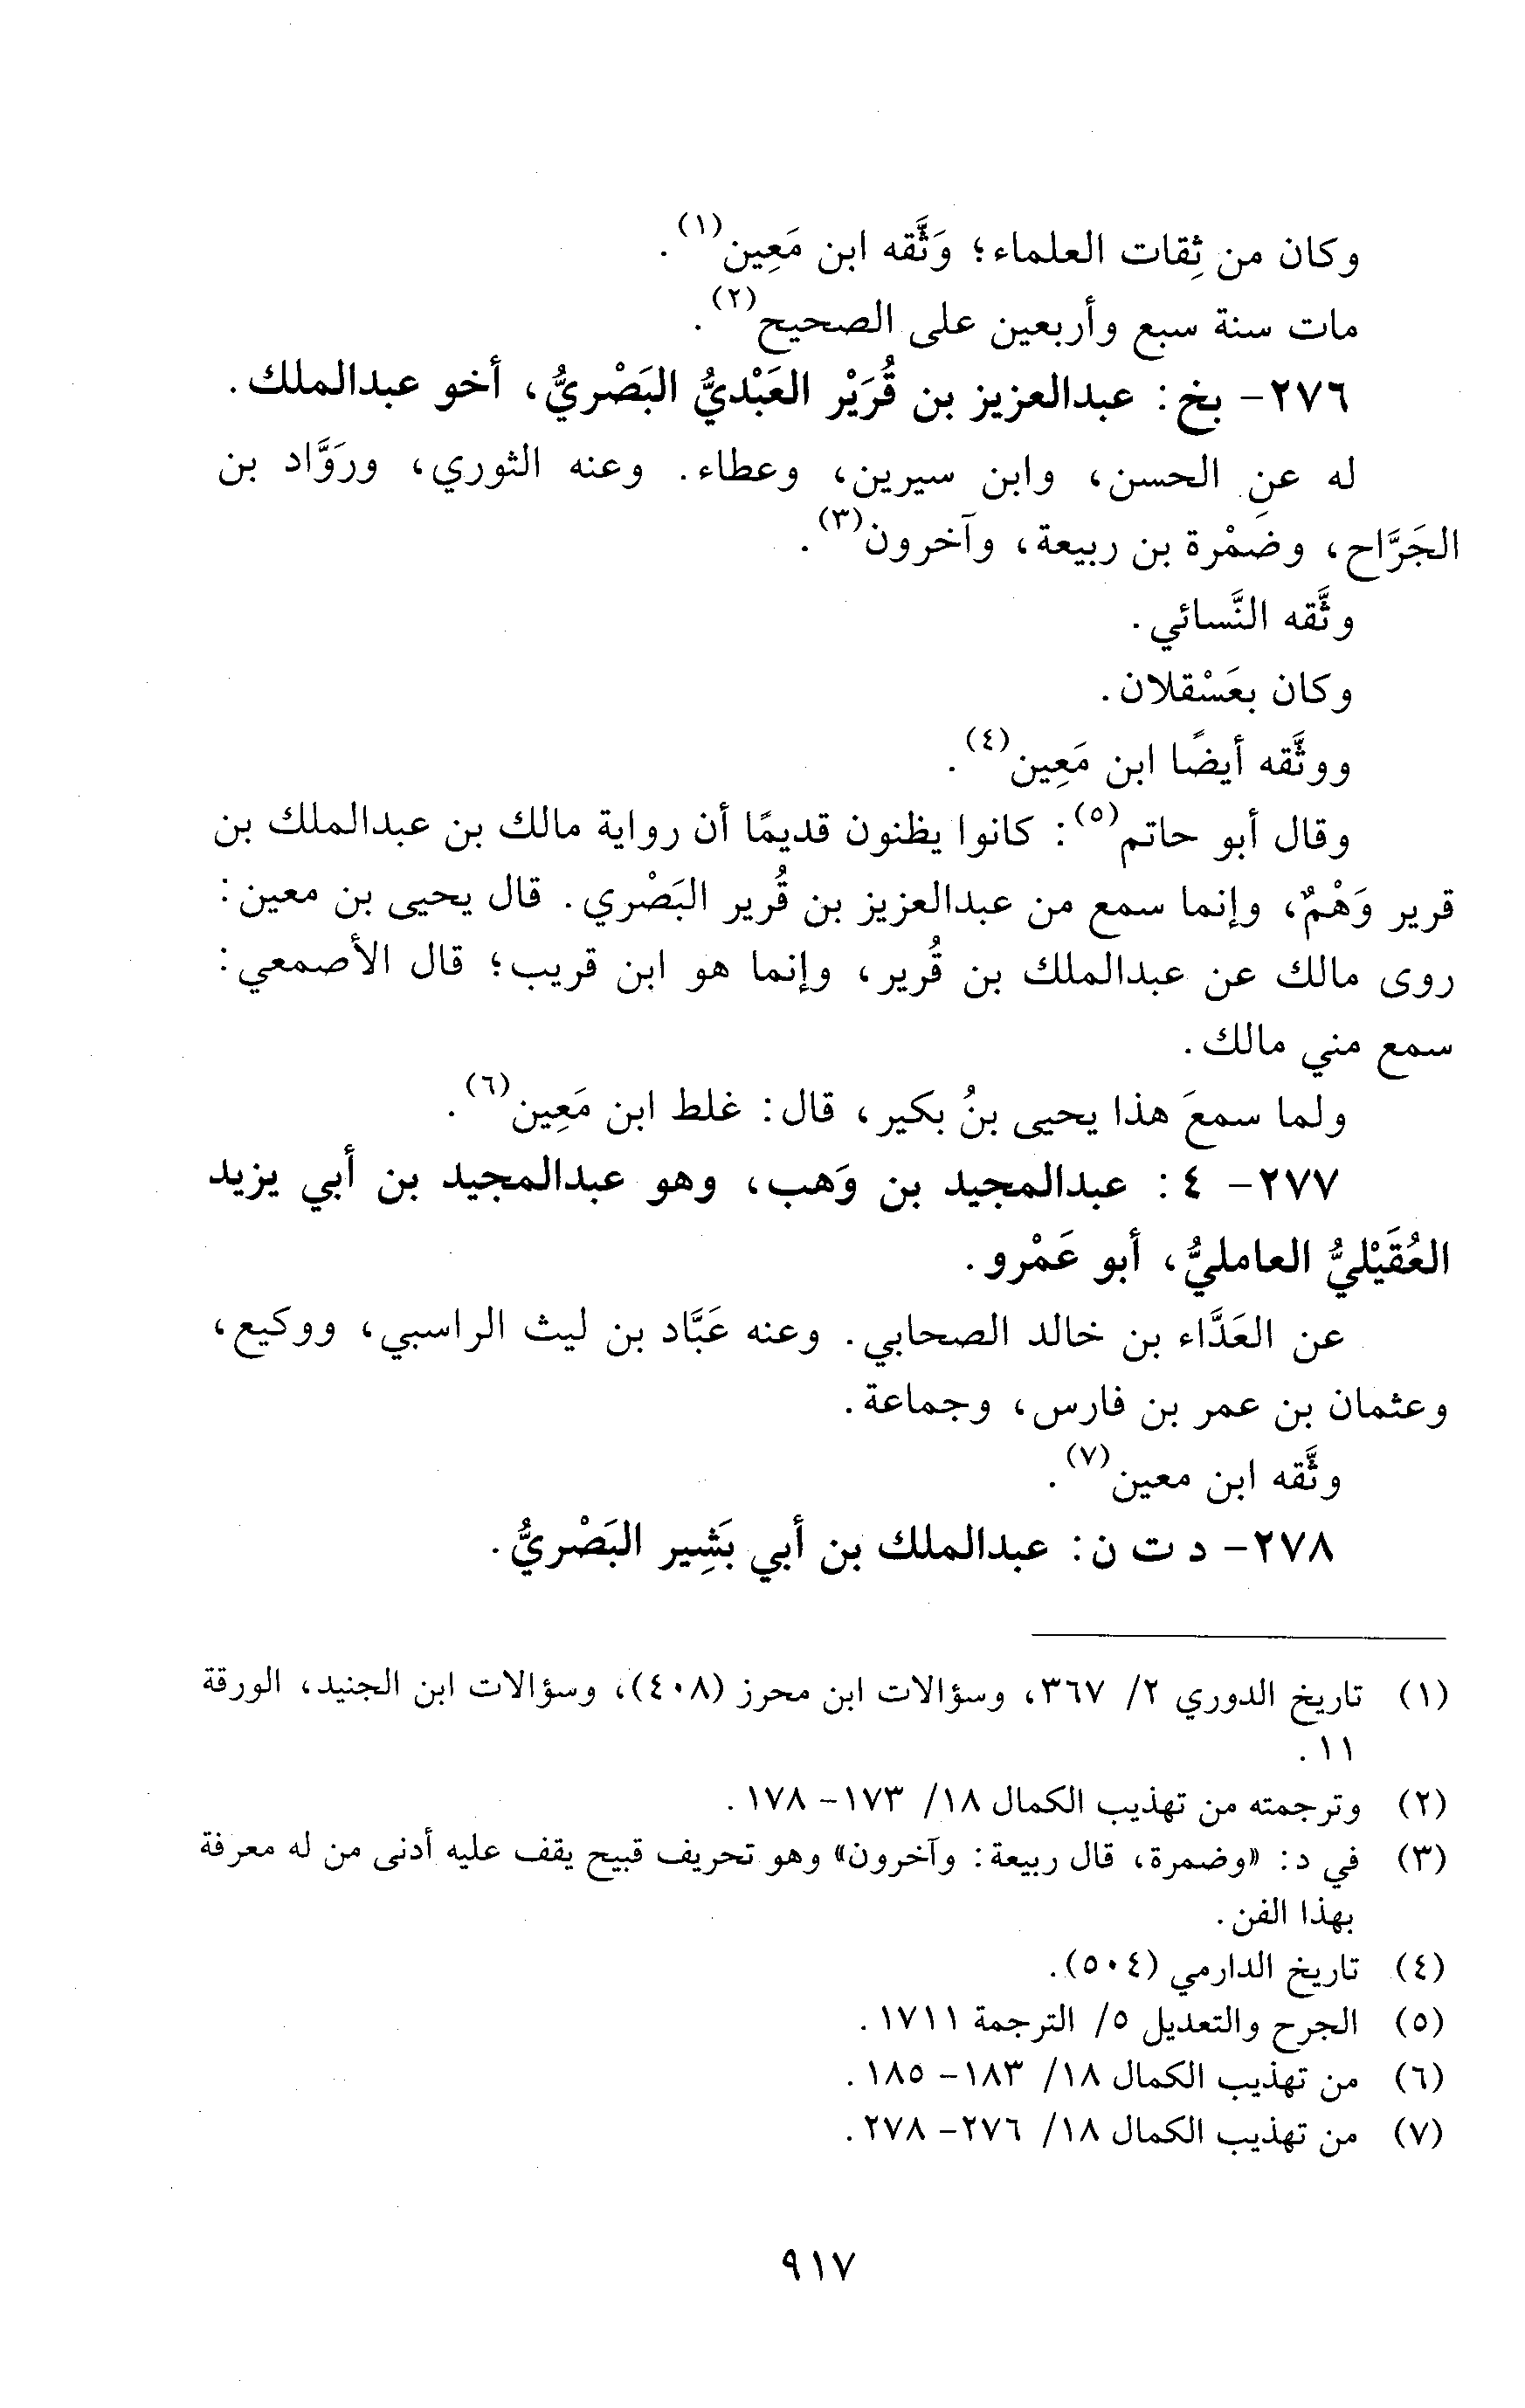 وكان من ثِقات العلماء؛ وَثَّقه ابن مَعِين(١).
مات سنة سبع وأربعين على الصحيح(٢).
٢٧٦- بخ: عبدالعزيز بن قُرَيْر العَبْديُّ البَصْريُّ، أخو عبدالملك.
له عنِ الحسن، وابن سيرين، وعطاء. وعنه الثوري، ورَوَّاد بن
الجَرَّاح، وضَمْرة بن ربيعة، وآخرون(٣).
وثَّقه النَّسائي.
وكان بعَسْقلان.
ووثَّقه أيضًا ابن مَعِين(٤).
وقال أبو حاتم(٥): كانوا يظنون قديمًا أن رواية مالك بن عبدالملك بن
قرير وَهْمٌ، وإنما سمع من عبدالعزيز بن قُرير البَصْري. قال يحيى بن معين:
روى مالك عن عبدالملك بن قُرير، وإنما هو ابن قريب؛ قال الأصمعي:
سمع مني مالك.
ولما سمعَ هذا يحيى بنُ بكير، قال: غلط ابن مَعِين(٦).
٢٧٧- ٤: عبدالمجيد بن وَهب، وهو عبدالمجيد بن أبي يزيد
العُقَيْليُّ العامليُّ، أبو عَمْرو.
عن العَدَّاء بن خالد الصحابي. وعنه عَبَّاد بن ليث الراسبي، ووكيع،
وعثمان بن عمر بن فارس، وجماعة.
وثَّقه ابن معين(٧).
٢٧٨- د ت ن: عبدالملك بن أبي بَشِير البَصْريُّ.
(١) تاريخ الدوري ٢/ ٣٦٧، وسؤالات ابن محرز (٤٠٨)، وسؤالات ابن الجنيد، الورقة
١١.
(٢) وترجمته من تهذيب الكمال ١٨/ ١٧٣- ١٧٨.
(٣) في د: «وضمرة، قال ربيعة: وآخرون» وهو تحريف قبيح يقف عليه أدنى من له معرفة
بهذا الفن.
(٤) تاريخ الدارمي (٥٠٤).
(٥) الجرح والتعديل ٥/ الترجمة ١٧١١.
(٦) من تهذيب الكمال ١٨/ ١٨٣- ١٨٥.
(٧) من تهذيب الكمال ١٨/ ٢٧٦- ٢٧٨.
٩١٧